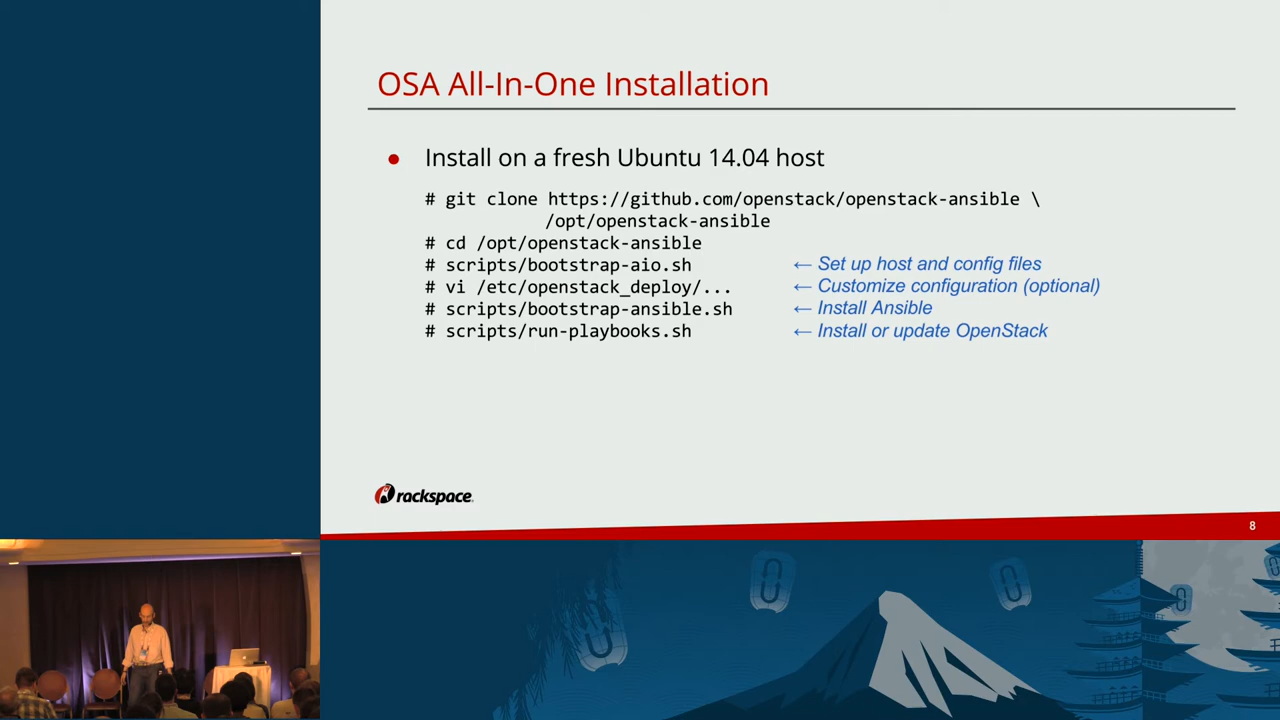 OSA All-In-One Installation
● Install on a fresh Ubuntu 14.04 host
# git clone https://github.com/openstack/openstack-ansible \
/opt/openstack-ansible
# cd /opt/openstack-ansible
# scripts/bootstrap-aio.sh ← Set up host and config files
# vi /etc/openstack_deploy/... ← Customize configuration (optional)
# scripts/bootstrap-ansible.sh ← Install Ansible
# scripts/run-playbooks.sh ← Install or update OpenStack
rackspace.
8